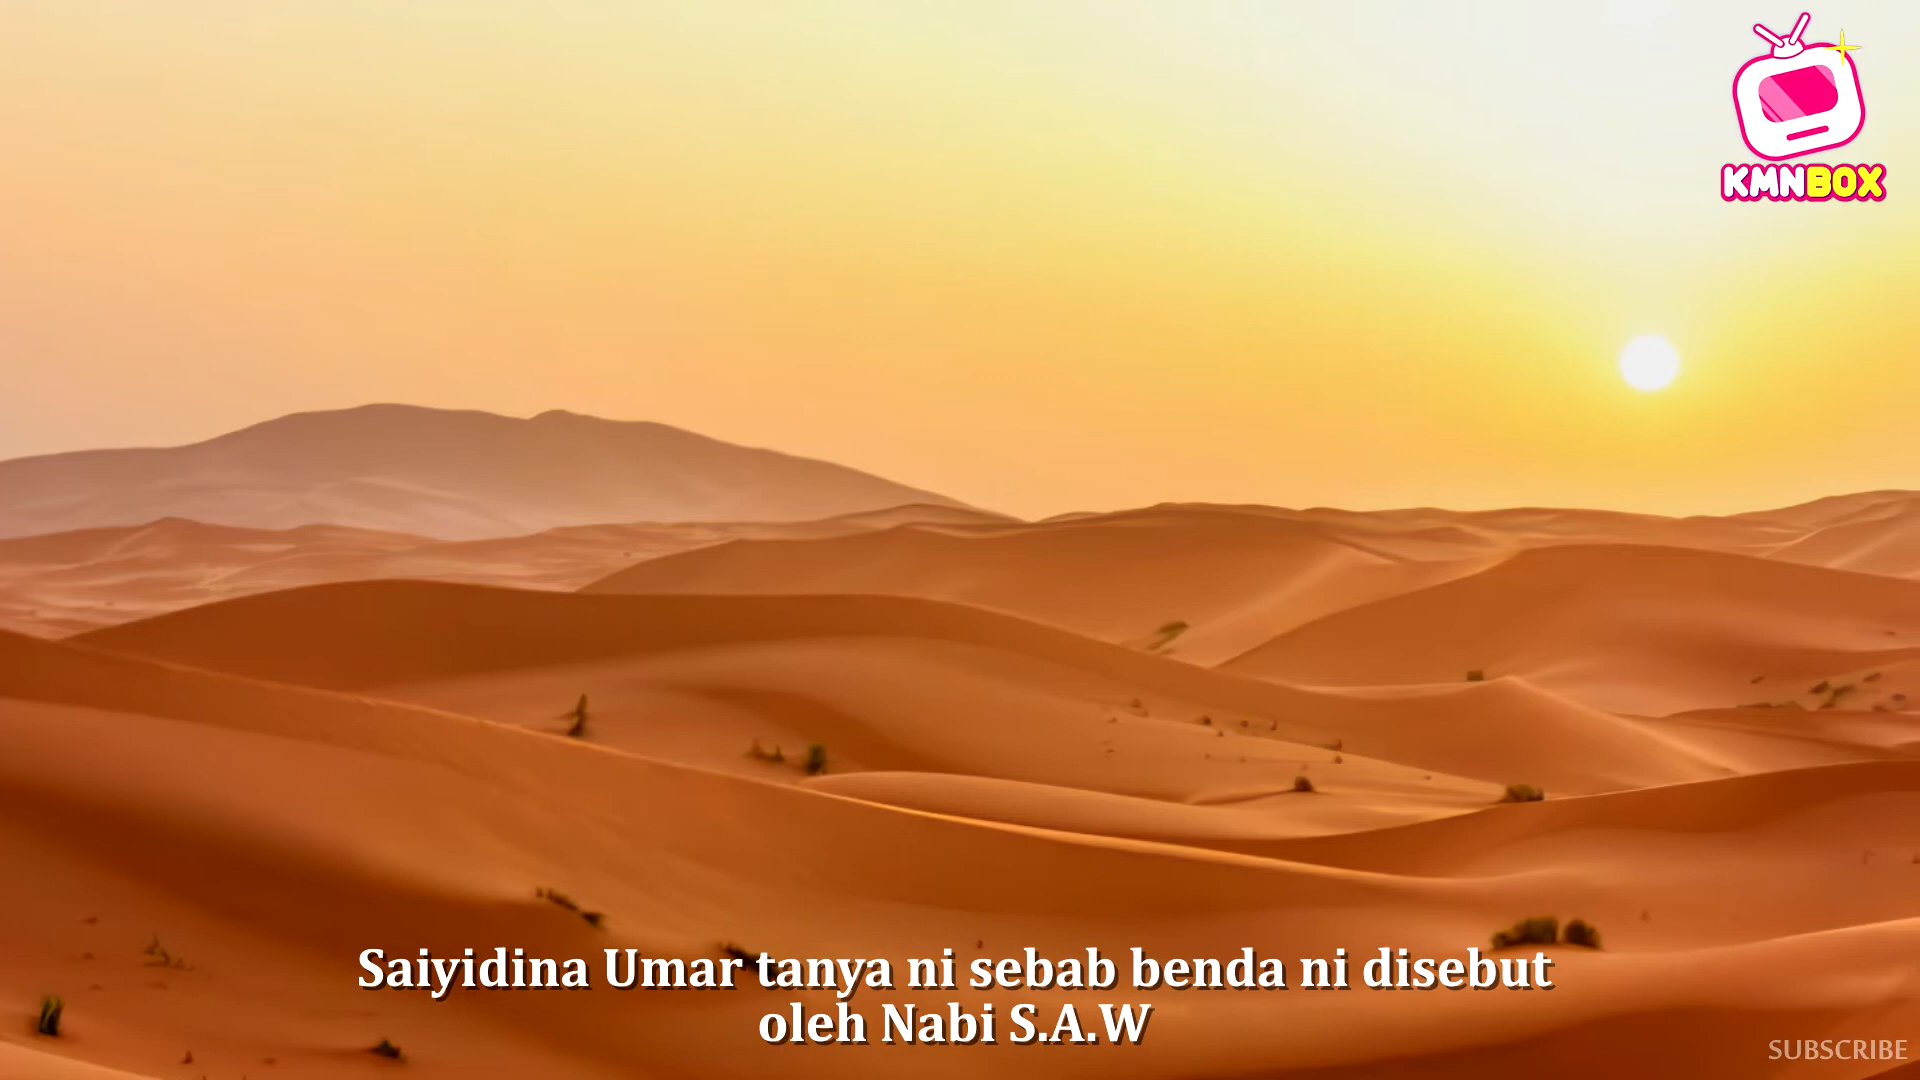 KMNBOX
Saiyidina Umar tanya ni sebab benda ni disebut
oleh Nabi S.A.W
SUBSCRIBE